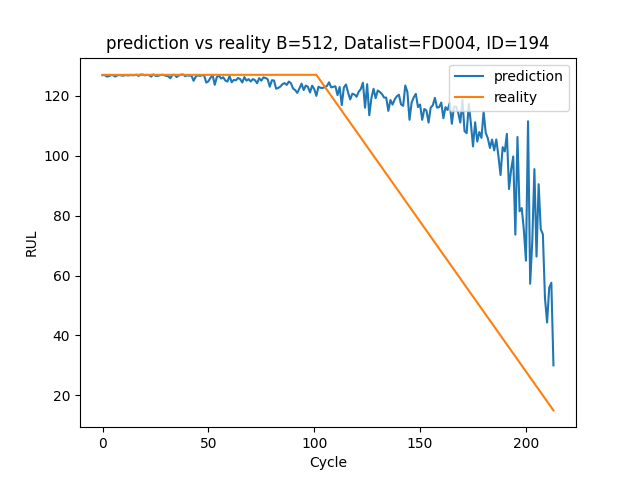 prediction vs reality B=512, Datalist=FD004, ID=194
prediction
reality
120
100
80
60
40
20
RUL
0
50
100
150
200
Cycle